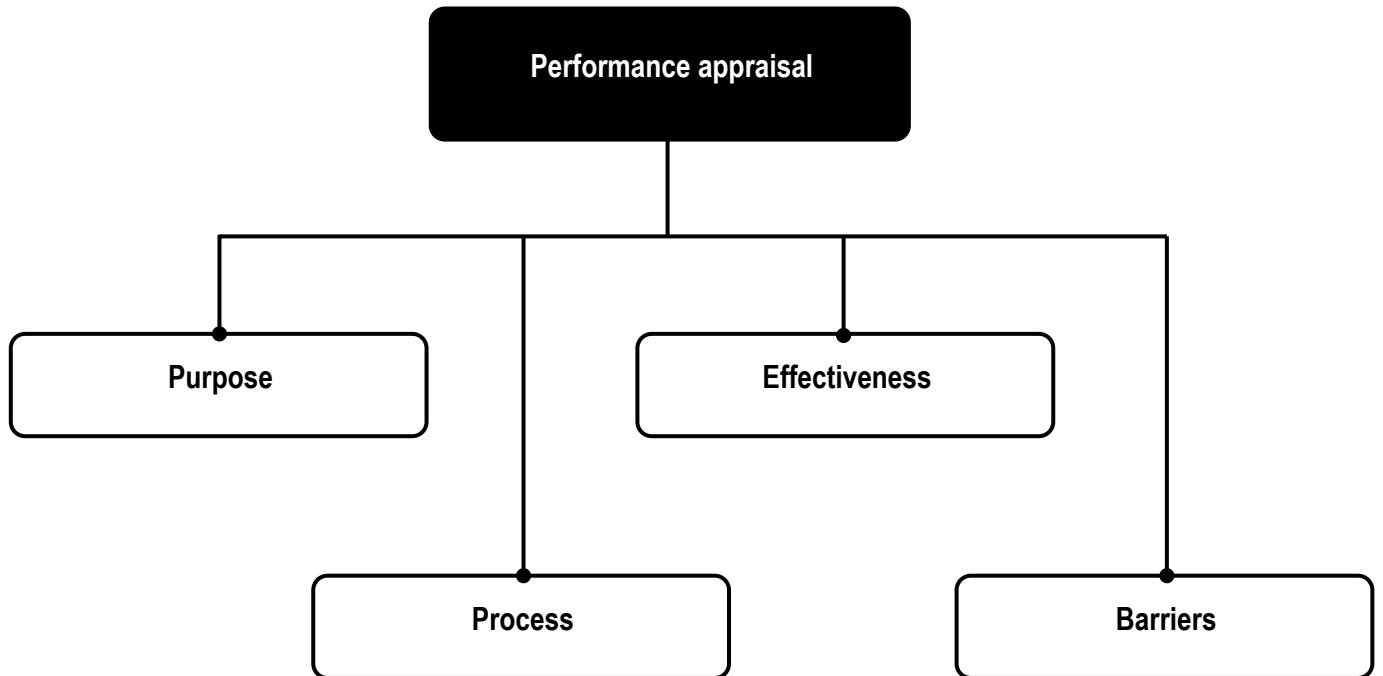 Performance appraisal
Purpose
Effectiveness
Process
Barriers